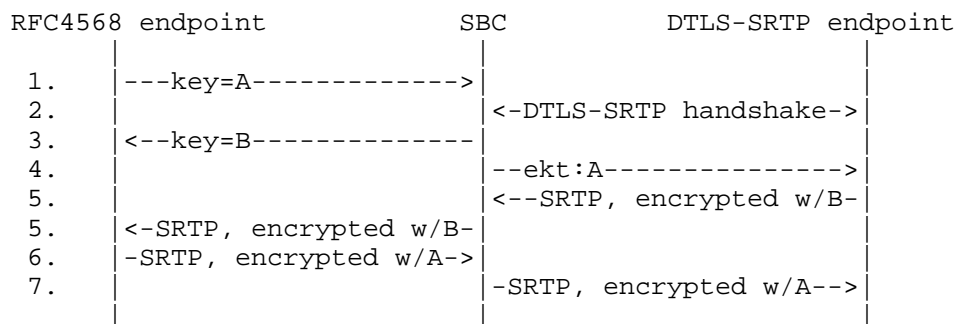 RFC4568 endpoint                SBC            DTLS-SRTP endpoint
       |                         |                         |
 1.    |---key=A------------->|                         |
 2.    |                         |<-DTLS-SRTP handshake->|
 3.    |<--key=B--------------|                         |
 4.    |                         |--ekt:A--------------->|
 5.    |                         |<--SRTP, encrypted w/B-|
 5.    |<-SRTP, encrypted w/B-|                         |
 6.    |-SRTP, encrypted w/A->|                         |
 7.    |                         |-SRTP, encrypted w/A-->|
       |                         |                         |